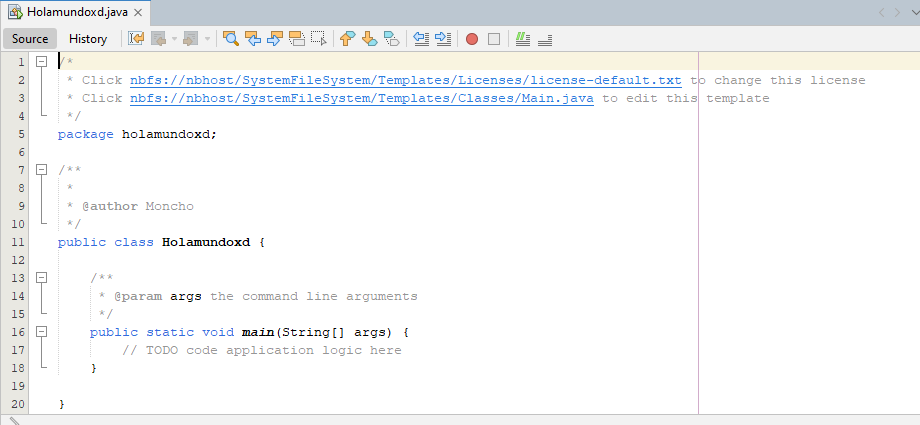 Holamundoxd.java
Source History
1 /*
2 * Click nbfs://nbhost/SystemFileSystem/Templates/Licenses/license-default.txt to change this license
3 * Click nbfs://nbhost/SystemFileSystem/Templates/Classes/Main.java to edit this template
4 */
5 package holamundoxd;
6
7 /**
8 *
9 * @author Moncho
10 */
11 public class Holamundoxd {
12
13 /**
14 * @param args the command line arguments
15 */
16 public static void main(String[] args) {
17 // TODO code application logic here
18 }
19
20 }